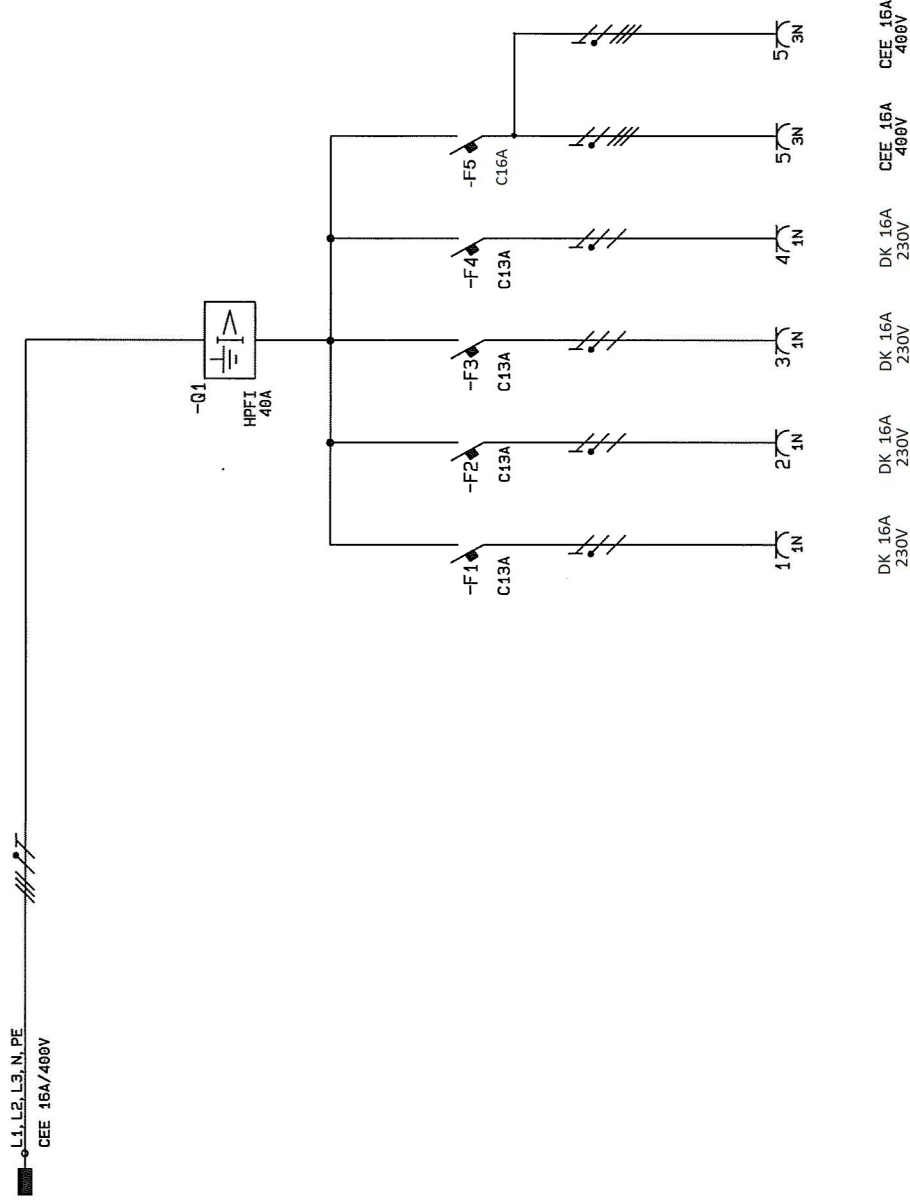 L1, L2, L3, N, PE
CEE 16A/400V
-Q1
HPFI
40A
-F1
C13A
-F2
C13A
-F3
C13A
-F4
C13A
-F5
C16A
1
1N
2
1N
3
1N
4
1N
5
3N
5
3N
DK 16A
230V
DK 16A
230V
DK 16A
230V
DK 16A
230V
CEE 16A
400V
CEE 16A
400V